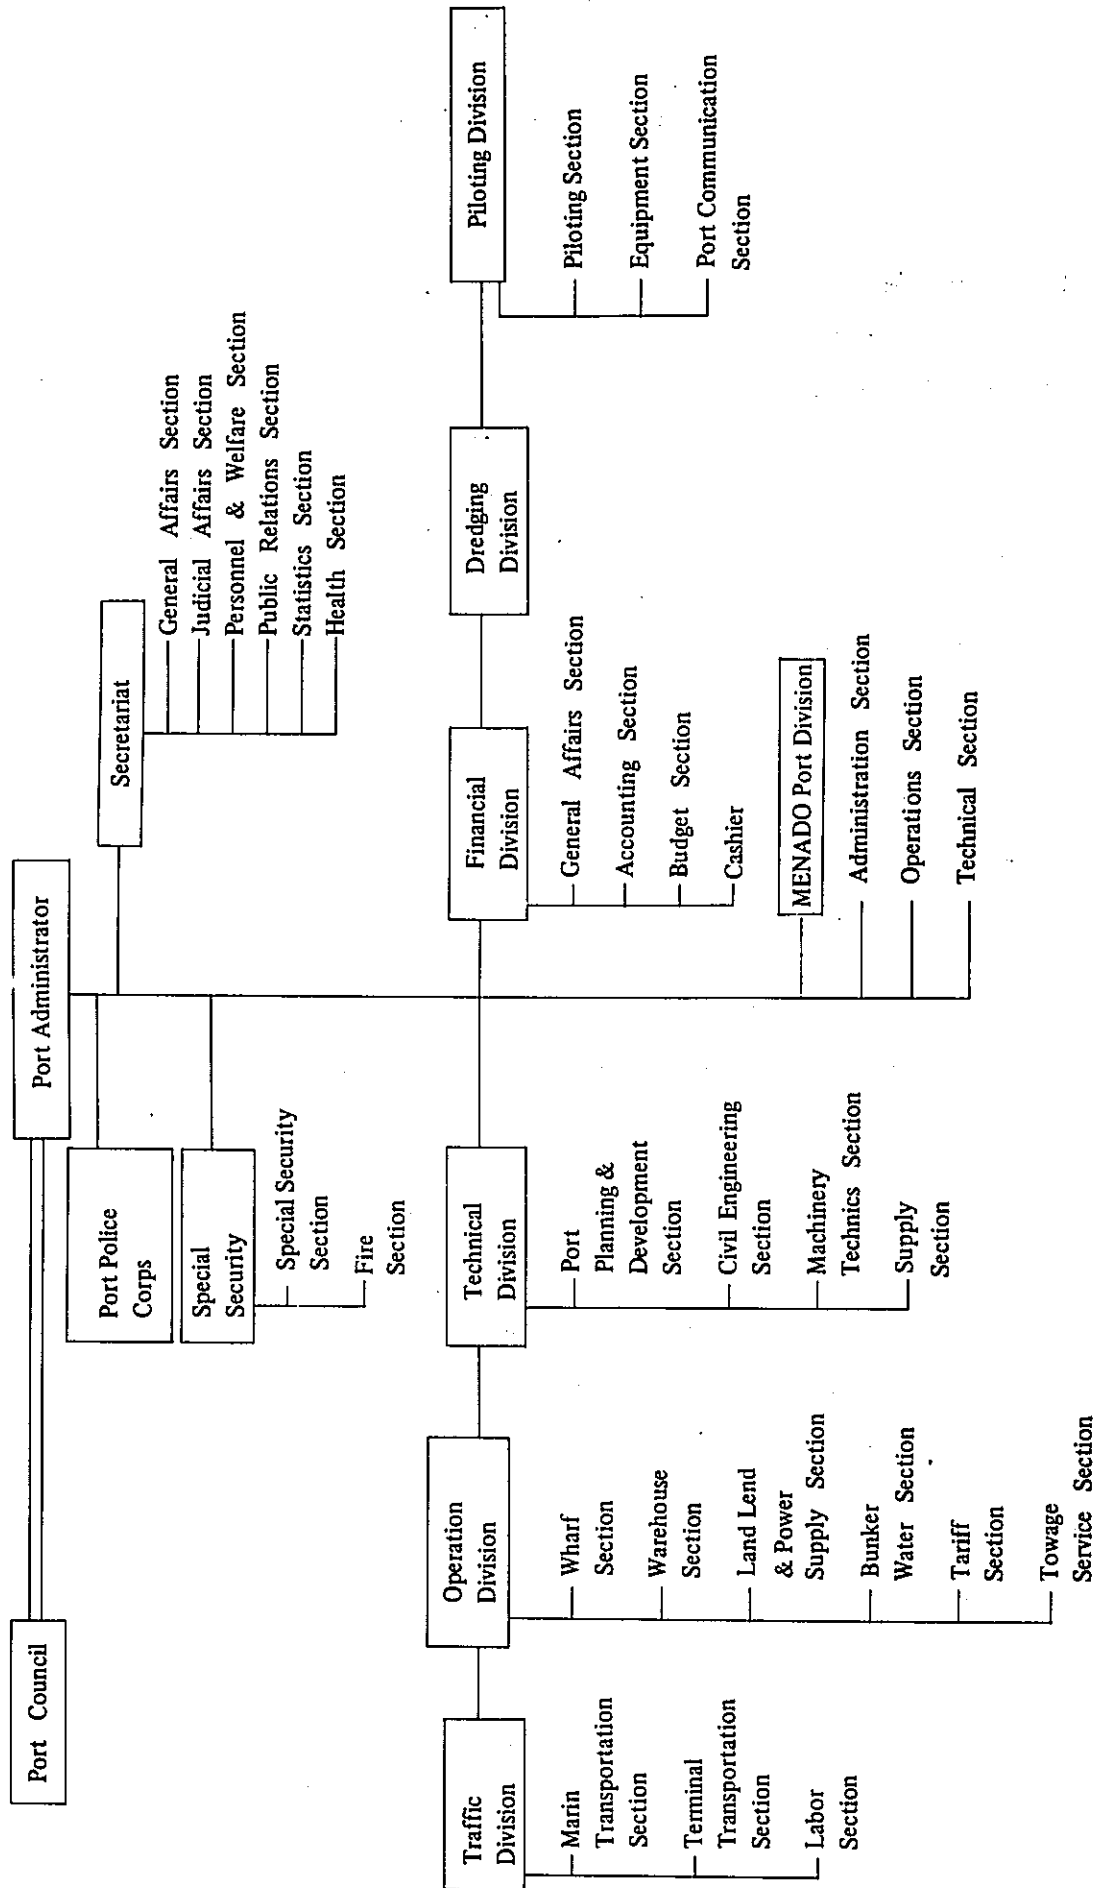 Port Council
Port Administrator
Port Police
Corps
Special
Security
Special Security
Section
Fire
Section
Secretariat
General Affairs Section
Judicial Affairs Section
Personnel & Welfare Section
Public Relations Section
Statistics Section
Health Section
Traffic
Division
Marin
Transportation
Section
Terminal
Transportation
Section
Labor
Section
Operation
Division
Wharf
Section
Warehouse
Section
Land Lend
& Power
Supply Section
Bunker
Water Section
Tariff
Section
Towage
Service Section
Technical
Division
Port
Planning &
Development
Section
Civil Engineering
Section
Machinery
Technics Section
Supply
Section
Financial
Division
General Affairs Section
Accounting Section
Budget Section
Cashier
Dredging
Division
Piloting Division
Piloting Section
Equipment Section
Port Communication
Section
MENADO Port Division
Administration Section
Operations Section
Technical Section